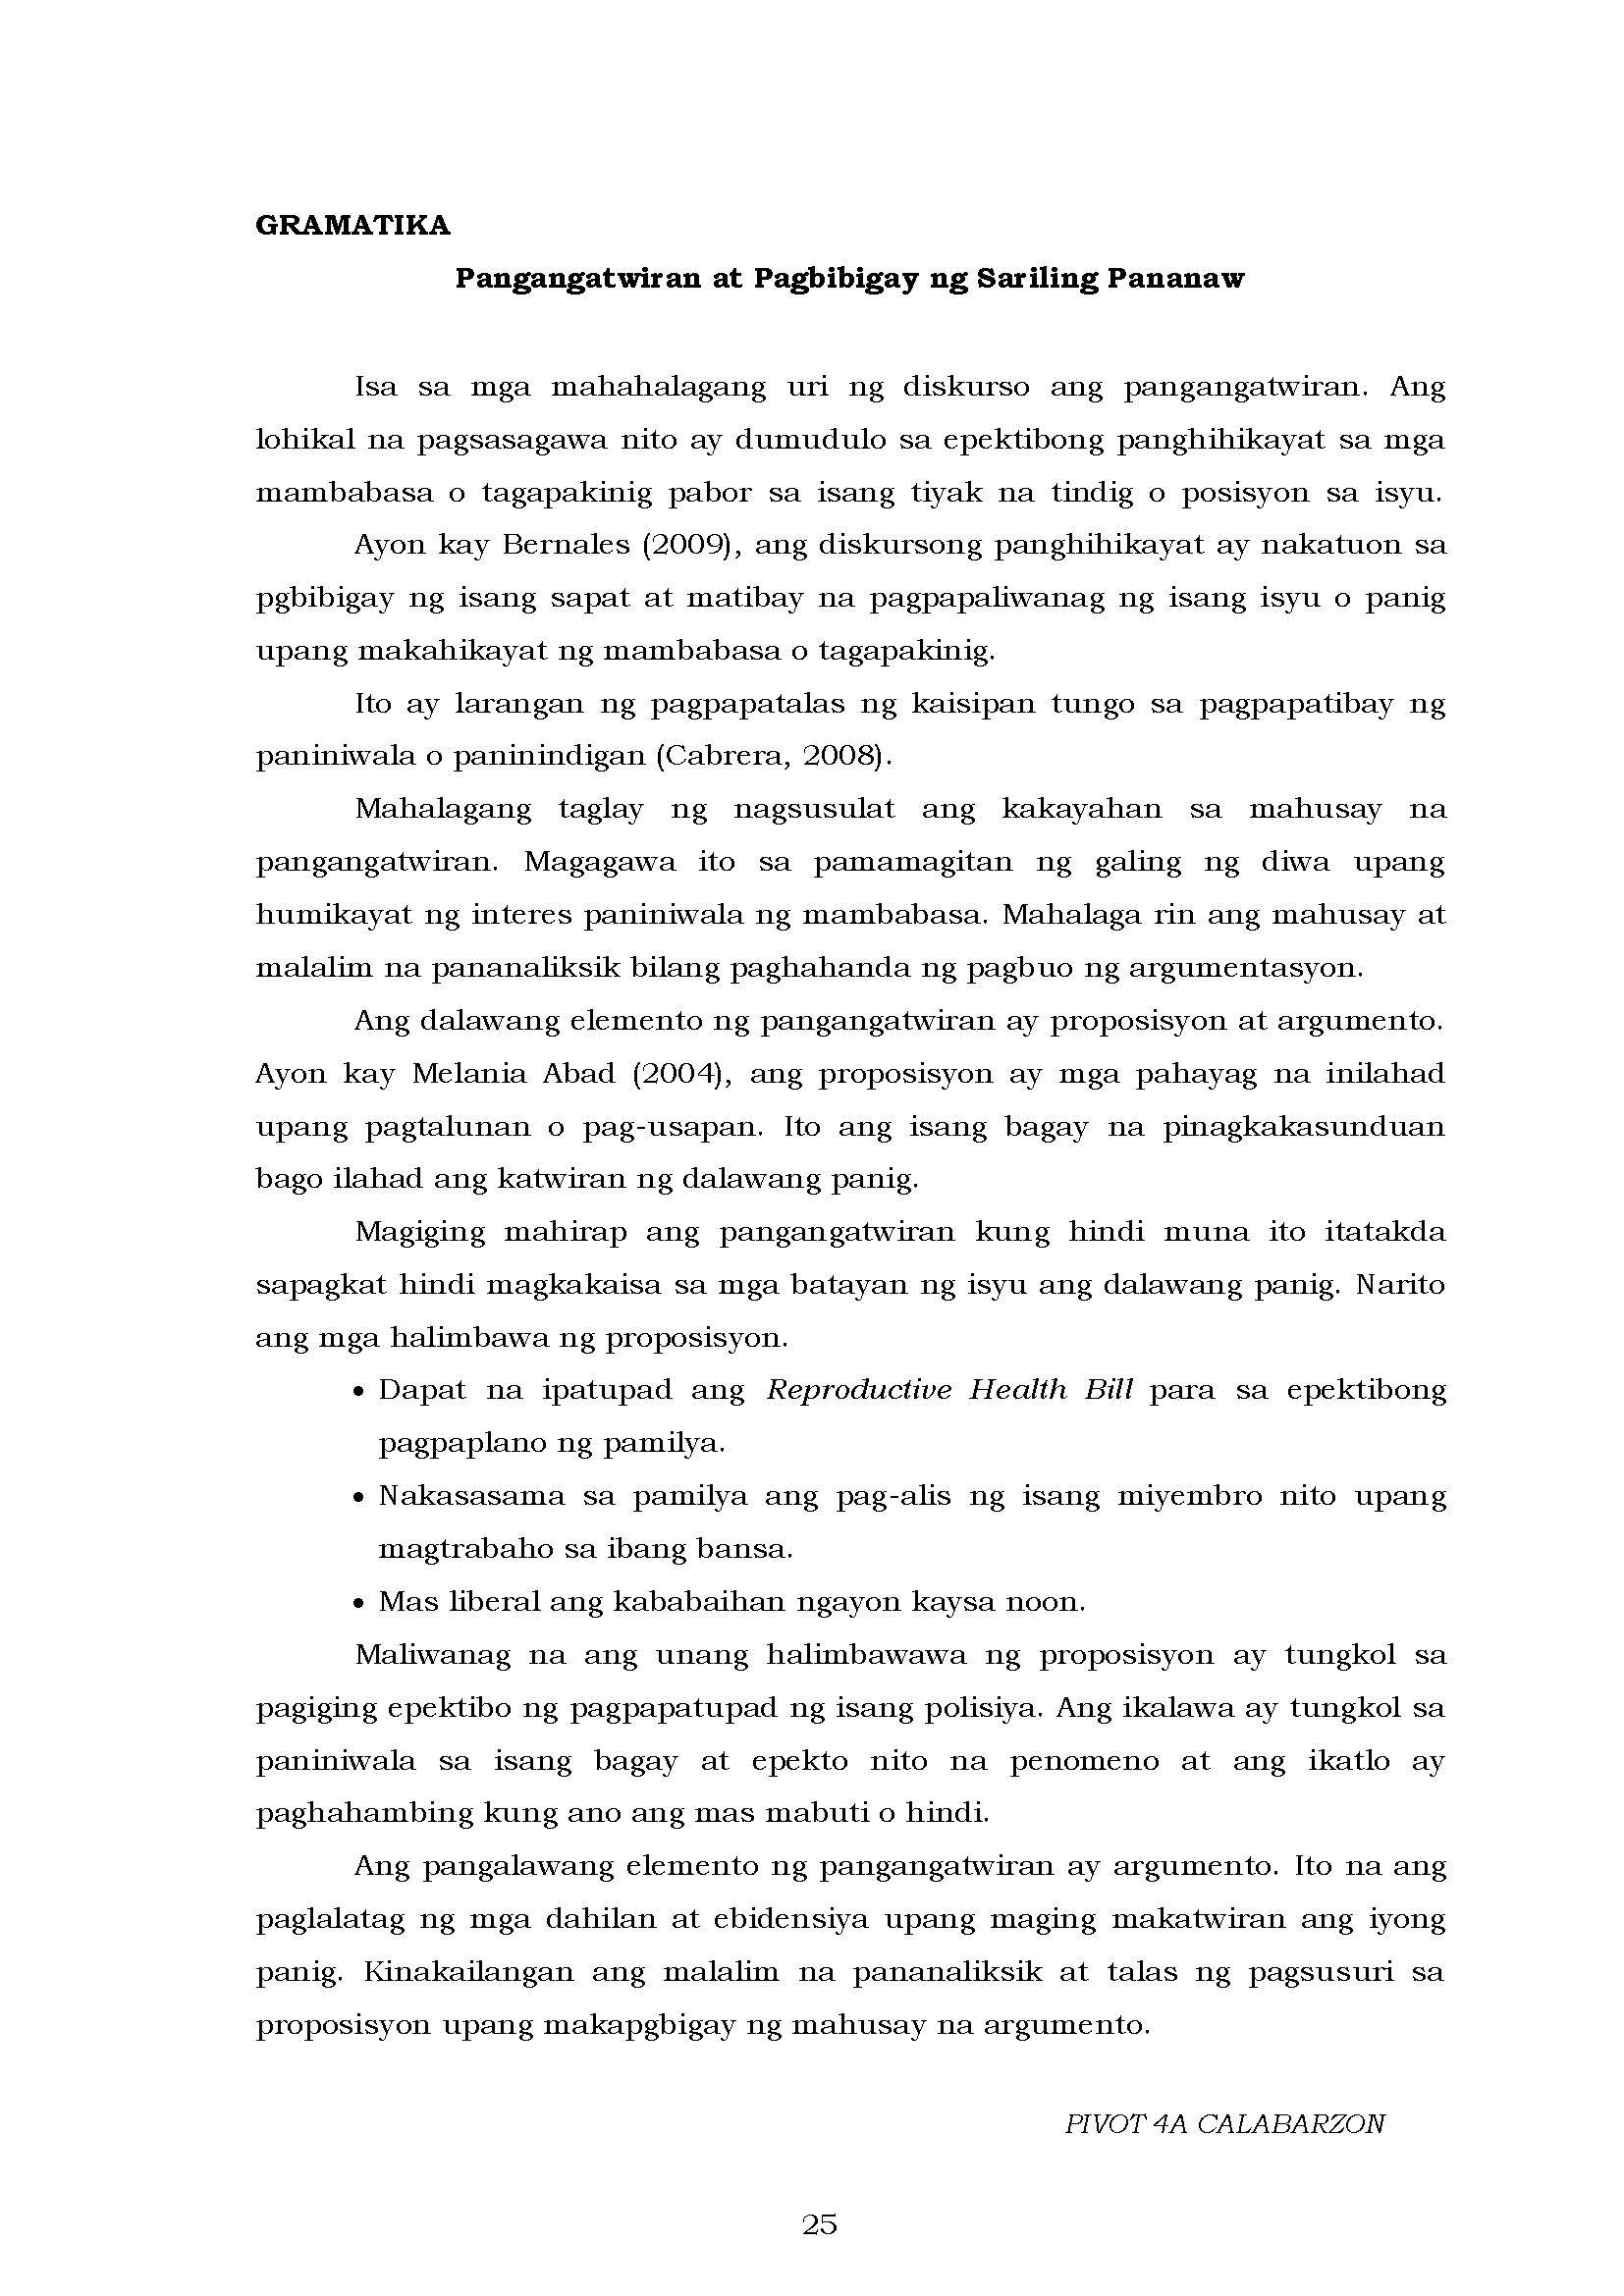 GRAMATIKA
Pangangatwiran at Pagbibigay ng Sariling Pananaw
Isa sa mga mahahalagang uri ng diskurso ang pangangatwiran. Ang
lohikal na pagsasagawa nito ay dumudulo sa epektibong panghihikayat sa mga
mambabasa o tagapakinig pabor sa isang tiyak na tindig o posisyon sa isyu.
Ayon kay Bernales (2009), ang diskursong panghihikayat ay nakatuon sa
pgbibigay ng isang sapat at matibay na pagpapaliwanag ng isang isyu o panig
upang makahikayat ng mambabasa o tagapakinig.
Ito ay larangan ng pagpapatalas ng kaisipan tungo sa pagpapatibay ng
paniniwala o paninindigan (Cabrera, 2008).
Mahalagang taglay ng nagsusulat ang kakayahan sa mahusay na
pangangatwiran. Magagawa ito sa pamamagitan ng galing ng diwa upang
humikayat ng interes paniniwala ng mambabasa. Mahalaga rin ang mahusay at
malalim na pananaliksik bilang paghahanda ng pagbuo ng argumentasyon.
Ang dalawang elemento ng pangangatwiran ay proposisyon at argumento.
Ayon kay Melania Abad (2004), ang proposisyon ay mga pahayag na inilahad
upang pagtalunan o pag-usapan. Ito ang isang bagay na pinagkakasunduan
bago ilahad ang katwiran ng dalawang panig.
Magiging mahirap ang pangangatwiran kung hindi muna ito itatakda
sapagkat hindi magkakaisa sa mga batayan ng isyu ang dalawang panig. Narito
ang mga halimbawa ng proposisyon.
• Dapat na ipatupad ang Reproductive Health Bill para sa epektibong
pagpaplano ng pamilya.
• Nakasasama sa pamilya ang pag-alis ng isang miyembro nito upang
magtrabaho sa ibang bansa.
• Mas liberal ang kababaihan ngayon kaysa noon.
Maliwanag na ang unang halimbawawa ng proposisyon ay tungkol sa
pagiging epektibo ng pagpapatupad ng isang polisiya. Ang ikalawa ay tungkol sa
paniniwala sa isang bagay at epekto nito na penomeno at ang ikatlo ay
paghahambing kung ano ang mas mabuti o hindi.
Ang pangalawang elemento ng pangangatwiran ay argumento. Ito na ang
paglalatag ng mga dahilan at ebidensiya upang maging makatwiran ang iyong
panig. Kinakailangan ang malalim na pananaliksik at talas ng pagsusuri sa
proposisyon upang makapgbigay ng mahusay na argumento.
PIVOT 4A CALABARZON
25